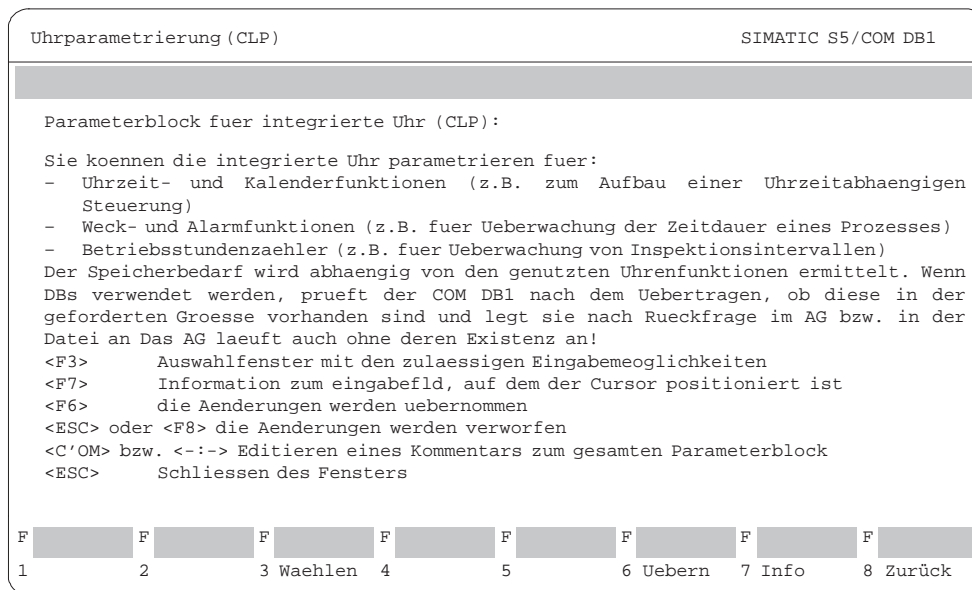 Uhrparametrierung (CLP) SIMATIC S5/COM DB1
Parameterblock fuer integrierte Uhr (CLP):
Sie koennen die integrierte Uhr parametrieren fuer:
– Uhrzeit- und Kalenderfunktionen (z.B. zum Aufbau einer Uhrzeitabhaengigen
Steuerung)
– Weck- und Alarmfunktionen (z.B. fuer Ueberwachung der Zeitdauer eines Prozesses)
– Betriebsstundenzaehler (z.B. fuer Ueberwachung von Inspektionsintervallen)
Der Speicherbedarf wird abhaengig von den genutzten Uhrenfunktionen ermittelt. Wenn
DBs verwendet werden, prueft der COM DB1 nach dem Uebertragen, ob diese in der
geforderten Groesse vorhanden sind und legt sie nach Rueckfrage im AG bzw. in der
Datei an Das AG laeuft auch ohne deren Existenz an!
<F3> Auswahlfenster mit den zulaessigen Eingabemeoglichkeiten
<F7> Information zum eingabefld, auf dem der Cursor positioniert ist
<F6> die Aenderungen werden uebernommen
<ESC> oder <F8> die Aenderungen werden verworfen
<C'OM> bzw. <-:-> Editieren eines Kommentars zum gesamten Parameterblock
<ESC> Schliessen des Fensters
F F F F F F F F
1 2 3 Waehlen 4 5 6 Uebern 7 Info 8 Zurück